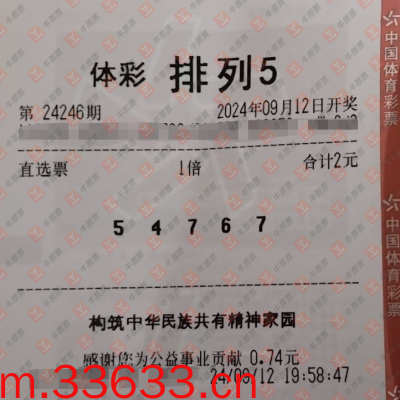 体彩 排列5
第 24246期 2024年09月12日开奖
直选票 1倍 合计2元
5 4 7 6 7
构筑中华民族共有精神家园
感谢您为公益事业贡献 0.74元
24/09/12 19:58:47
m.33633.cn
中国体育彩票
中国体育彩票